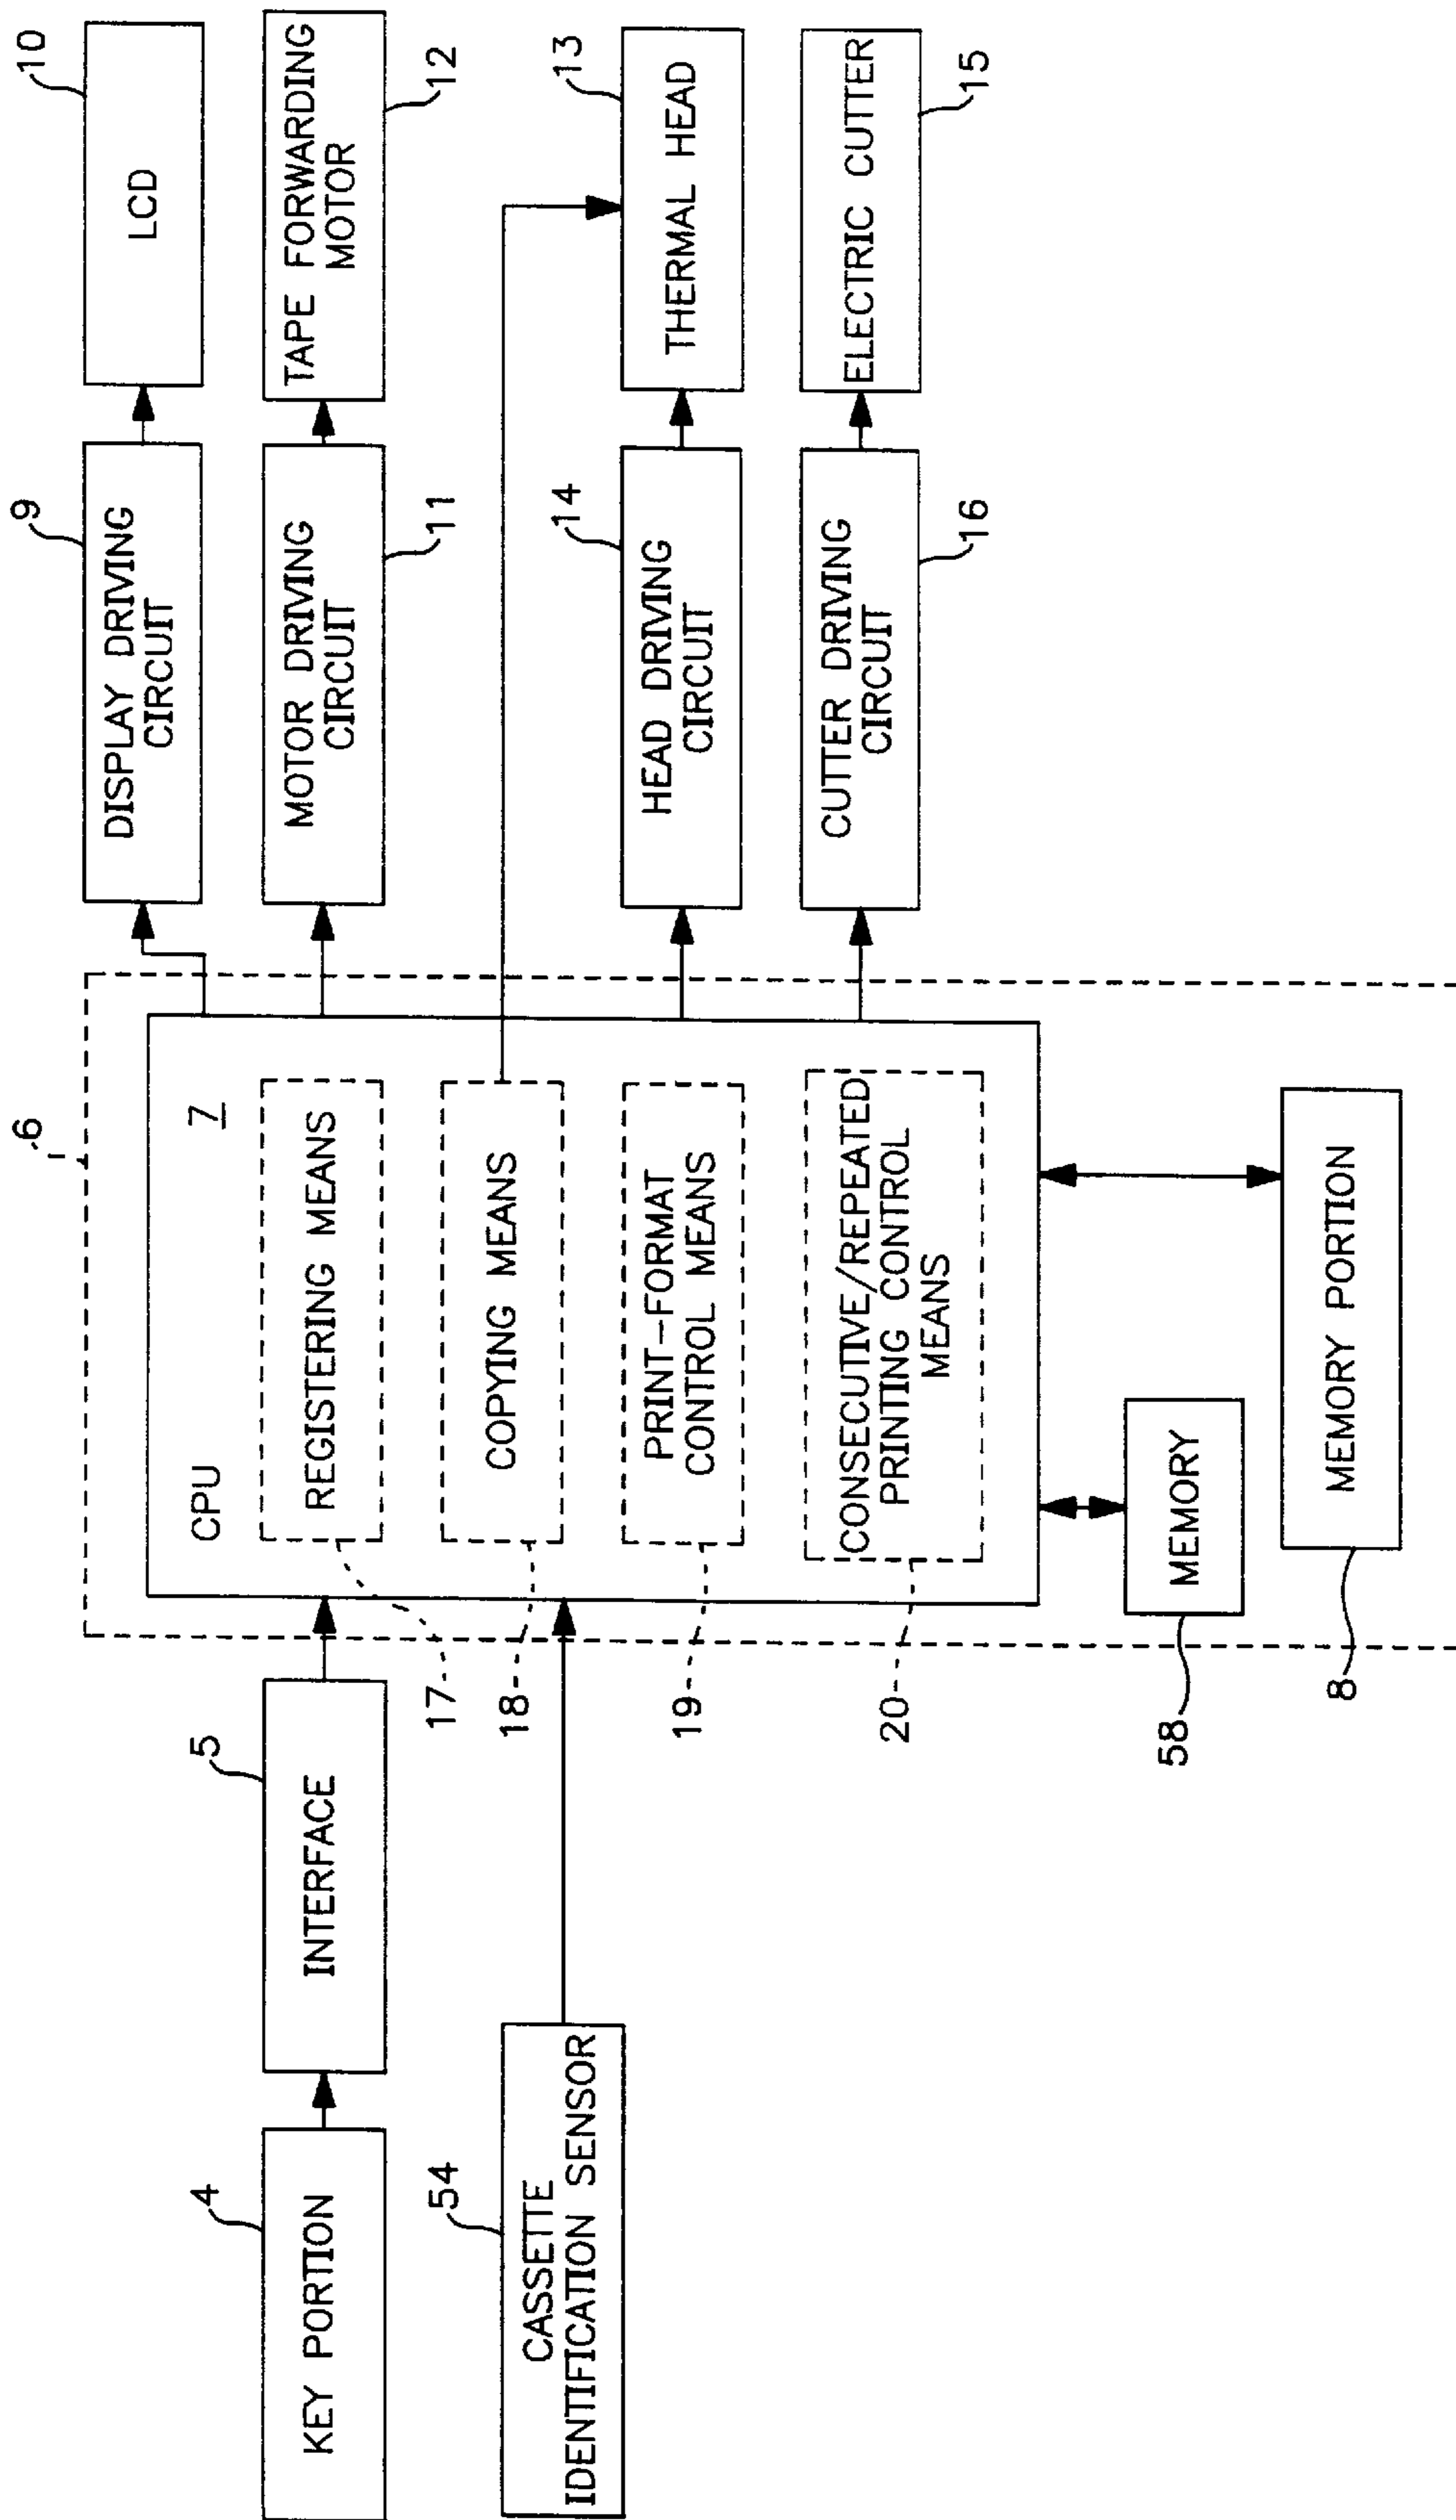 4
KEY PORTION
5
INTERFACE
54
CASSETTE
IDENTIFICATION SENSOR
6
CPU
7
REGISTERING MEANS
17
COPYING MEANS
18
PRINT-FORMAT
CONTROL MEANS
19
CONSECUTIVE/REPEATED
PRINTING CONTROL
MEANS
20
MEMORY
58
MEMORY PORTION
8
9
DISPLAY DRIVING
CIRCUIT
10
LCD
MOTOR DRIVING
CIRCUIT
11
TAPE FORWARDING
MOTOR
12
14
HEAD DRIVING
CIRCUIT
13
THERMAL HEAD
CUTTER DRIVING
CIRCUIT
16
ELECTRIC CUTTER
15